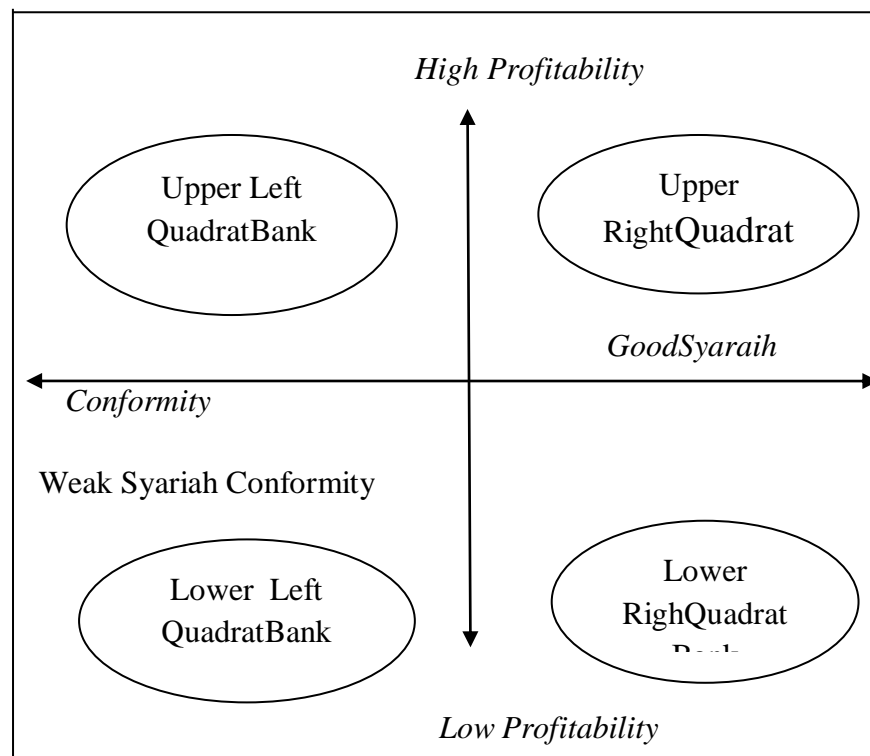 High Profitability
Upper Left
QuadratBank
Upper
RightQuadrat
GoodSyaraih
Conformity
Weak Syariah Conformity
Lower Left
QuadratBank
Lower
RighQuadrat
Low Profitability